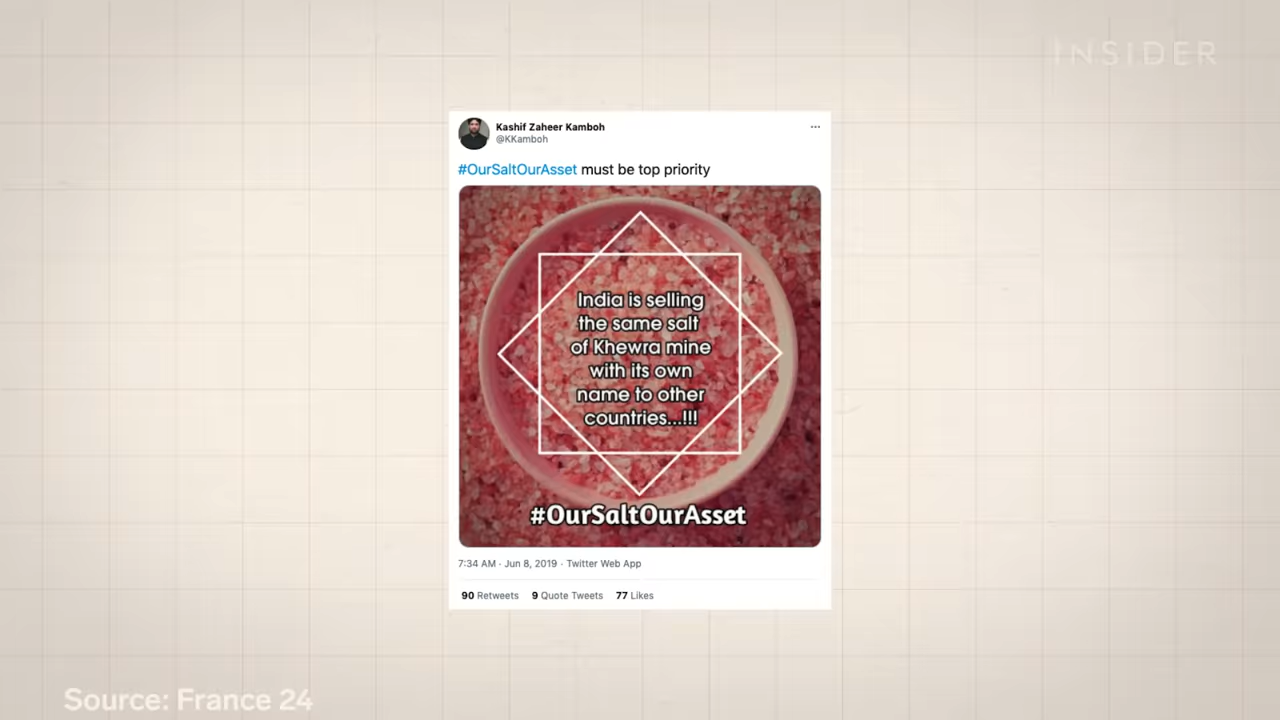 INSIDER
Kashif Zaheer Kamboh
@KKamboh
#OurSaltOurAsset must be top priority
India is selling
the same salt
of Khewra mine
with its own
name to other
countries...!!!
#OurSaltOurAsset
7:34 AM · Jun 8, 2019 · Twitter Web App
90 Retweets 9 Quote Tweets 77 Likes
Source: France 24